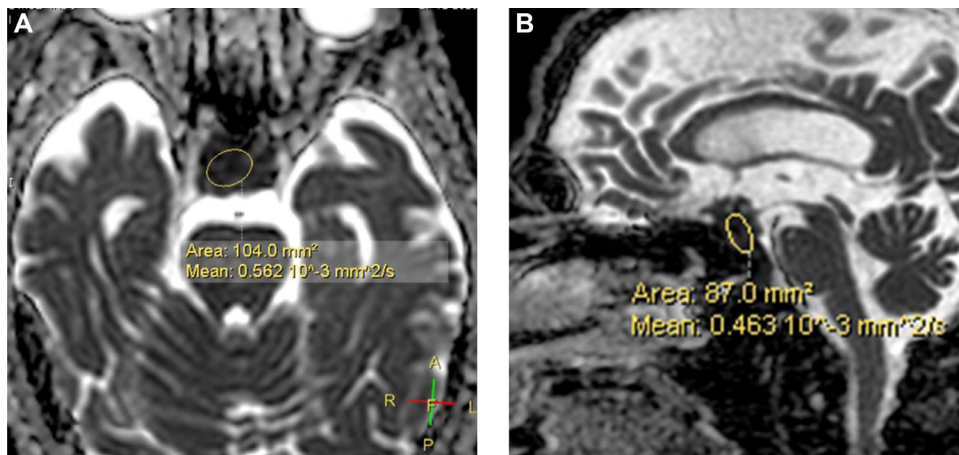 A
Area: 104.0 mm²
Mean: 0.562 10^-3 mm^2/s
A
R
F
L
P
B
Area: 87.0 mm²
Mean: 0.463 10^-3 mm^2/s